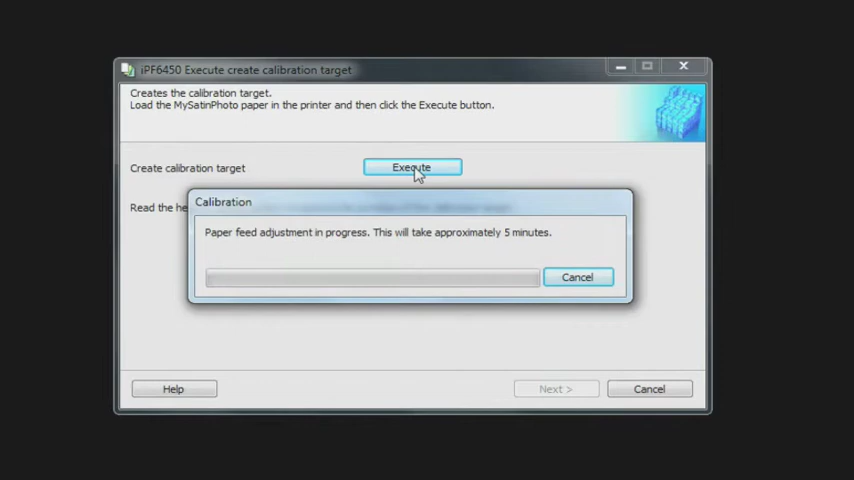 iPF6450 Execute create calibration target
Creates the calibration target.
Load the MySatinPhoto paper in the printer and then click the Execute button.
Create calibration target
Execute
Read the
Calibration
Paper feed adjustment in progress. This will take approximately 5 minutes.
Cancel
Help
Next >
Cancel